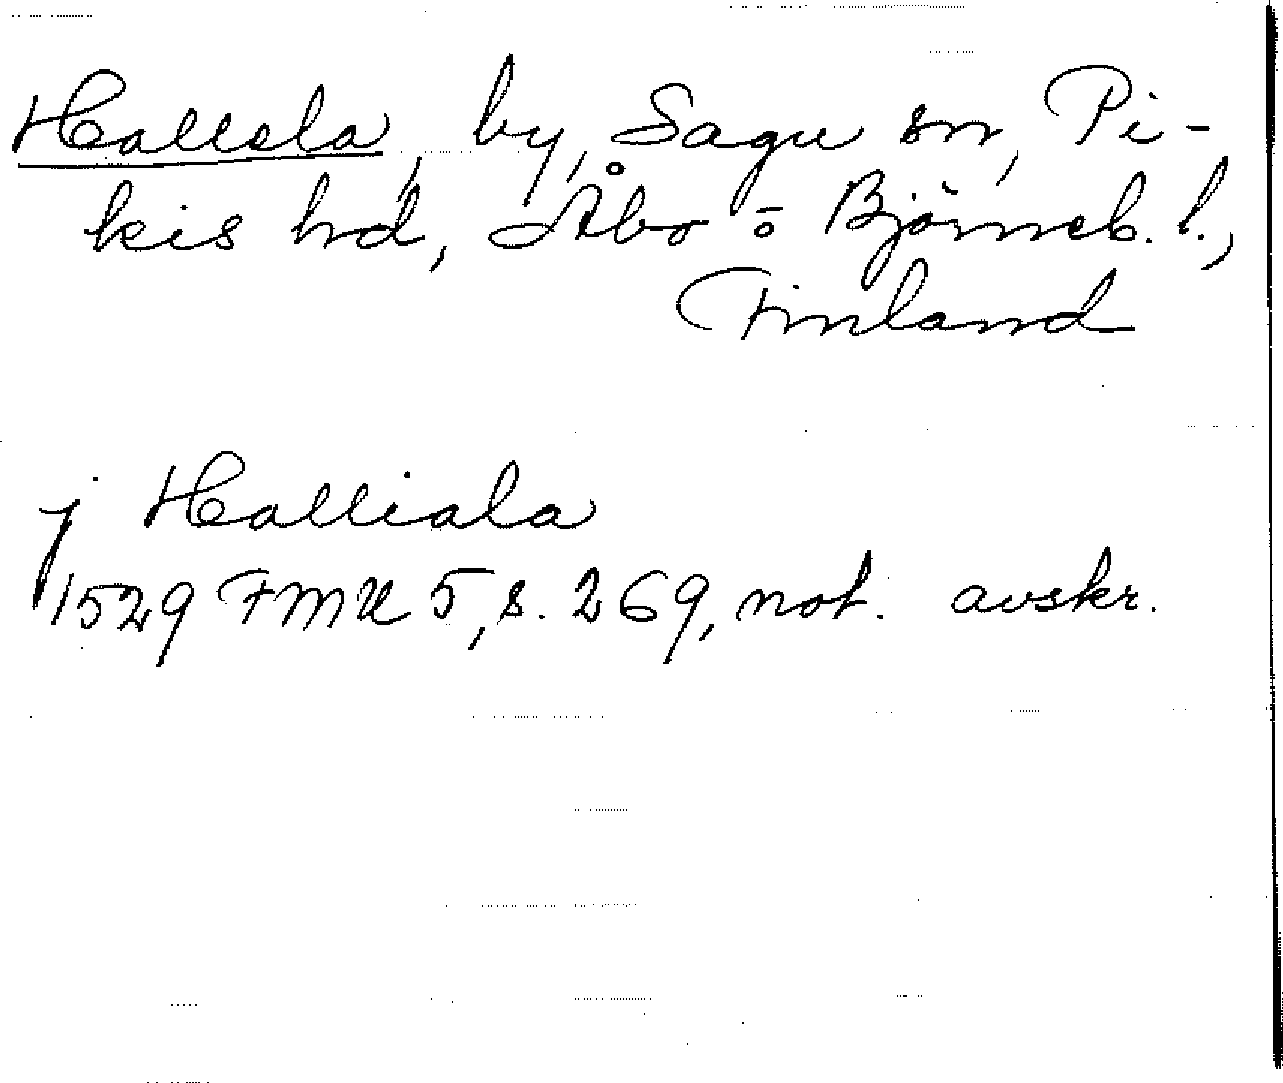 Hallela, by, Sagu sn, Pi-
kis hd, Åbo o Björneb. l.,
Finland
j Halliala
1529 FMU 5, s. 269, not. avskr.